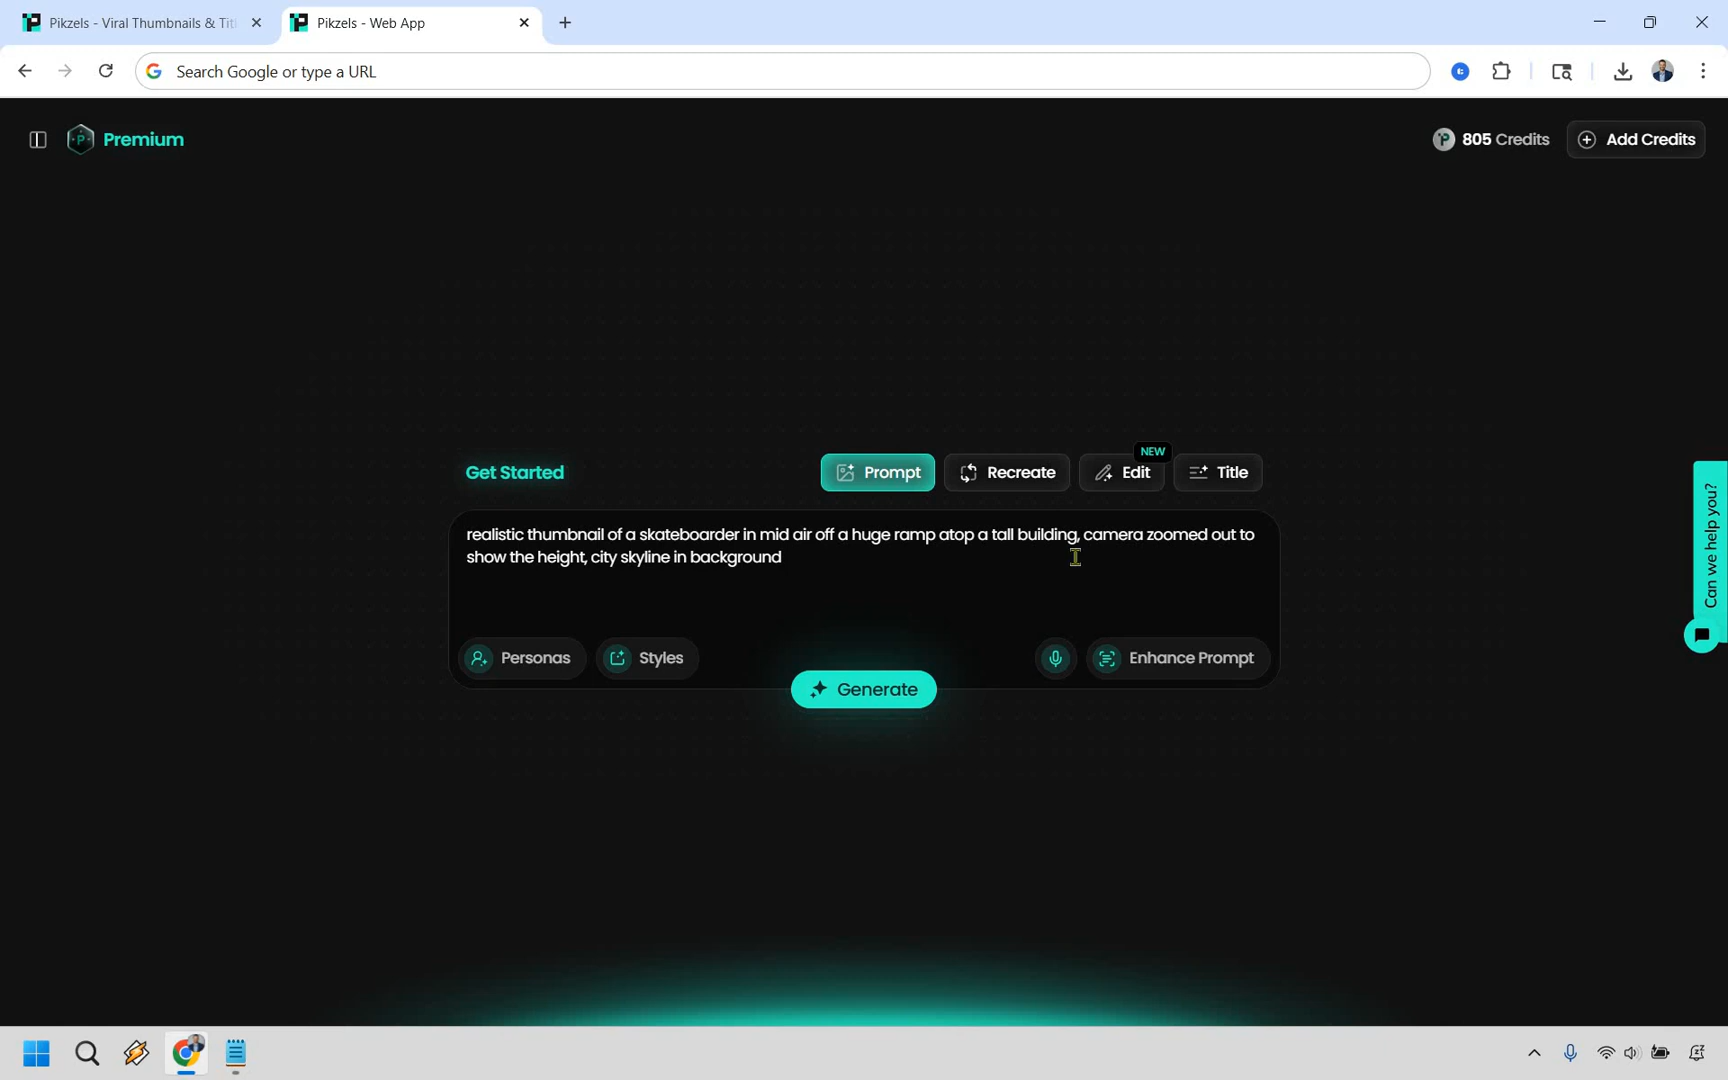 Pikzels - Viral Thumbnails & Tit
Pikzels - Web App
Search Google or type a URL
Premium
805 Credits
Add Credits
NEW
Get Started
Prompt
Recreate
Edit
Title
realistic thumbnail of a skateboarder in mid air off a huge ramp atop a tall building, camera zoomed out to
show the height, city skyline in background
Personas
Styles
Enhance Prompt
Generate
Can we help you?